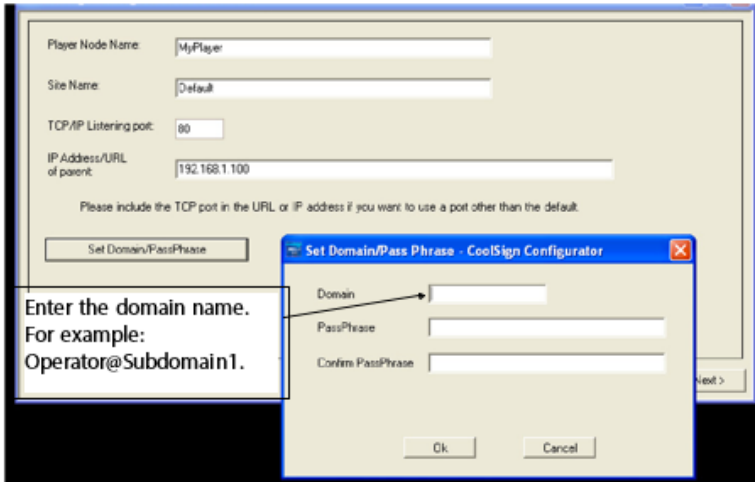 Player Node Name:
MyPlayer
Site Name:
Default
TCP/IP Listening port:
80
IP Address/URL
of parent:
192.168.1.100
Please include the TCP port in the URL or IP address if you want to use a port other than the default.
Set Domain/PassPhrase
Set Domain/Pass Phrase - CoolSign Configurator
Enter the domain name.
For example:
Operator@Subdomain1.
Domain
PassPhrase
Confirm PassPhrase
Ok
Cancel
Next >